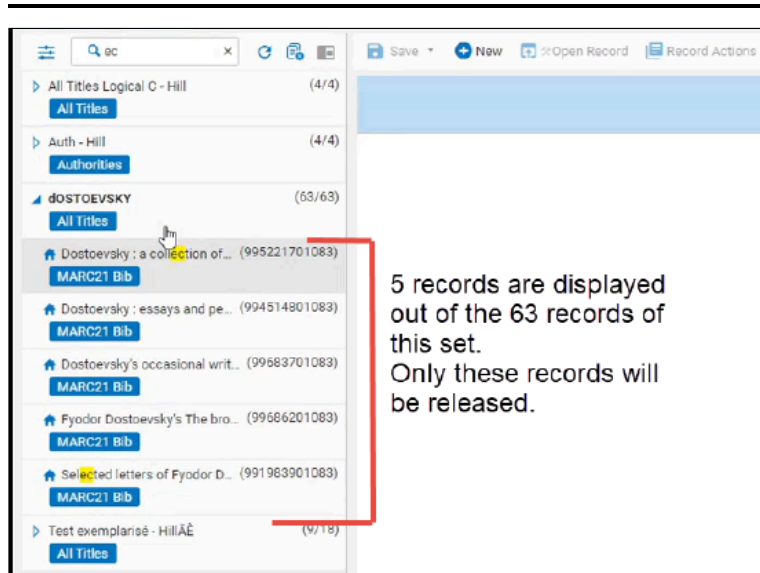 ec × Save New Open Record Record Actions
All Titles Logical C - Hill (4/4)
All Titles
Auth - Hill (4/4)
Authorities
dOSTOEVSKY (63/63)
All Titles
Dostoevsky : a collection of... (995221701083)
MARC21 Bib
Dostoevsky : essays and pe... (994514801083)
MARC21 Bib
Dostoevsky's occasional writ... (99683701083)
MARC21 Bib
Fyodor Dostoevsky's The bro... (99686201083)
MARC21 Bib
Selected letters of Fyodor D... (991983901083)
MARC21 Bib
Test exemplarisé - HillÃÈ (9/18)
All Titles
5 records are displayed
out of the 63 records of
this set.
Only these records will
be released.